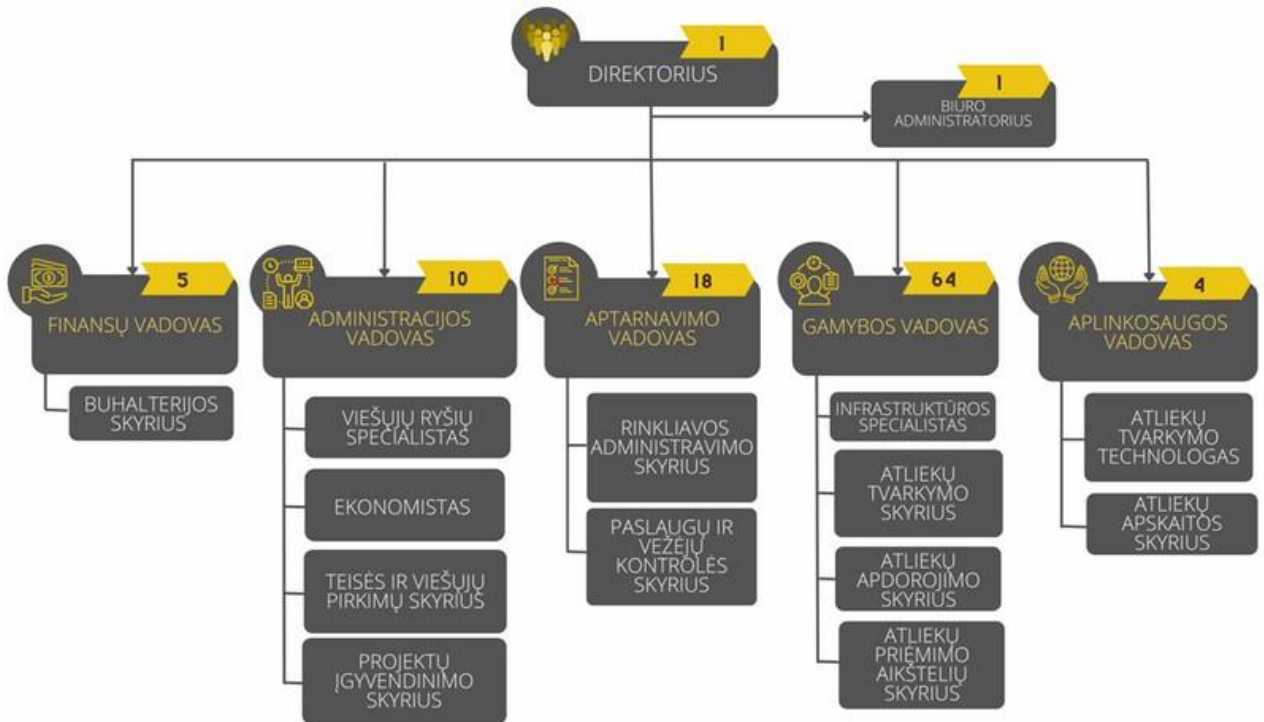 1
DIREKTORIUS
1
BIURO
ADMINISTRATORIUS
5
FINANSŲ VADOVAS
BUHALTERIJOS
SKYRIUS
10
ADMINISTRACIJOS
VADOVAS
VIEŠŲJŲ RYŠIŲ
SPECIALISTAS
EKONOMISTAS
TEISĖS IR VIEŠŲJŲ
PIRKIMŲ SKYRIUS
PROJEKTŲ
ĮGYVENDINIMO
SKYRIUS
18
APTARNAVIMO
VADOVAS
RINKLIAVOS
ADMINISTRAVIMO
SKYRIUS
PASLAUGŲ IR
VEŽĖJŲ
KONTROLĖS
SKYRIUS
64
GAMYBOS VADOVAS
INFRASTRUKTŪROS
SPECIALISTAS
ATLIEKŲ
TVARKYMO
SKYRIUS
ATLIEKŲ
APDOROJIMO
SKYRIUS
ATLIEKŲ
PRIĖMIMO
AIKŠTELIŲ
SKYRIUS
4
APLINKOSAUGOS
VADOVAS
ATLIEKŲ
TVARKYMO
TECHNOLOGAS
ATLIEKŲ
APSKAITOS
SKYRIUS